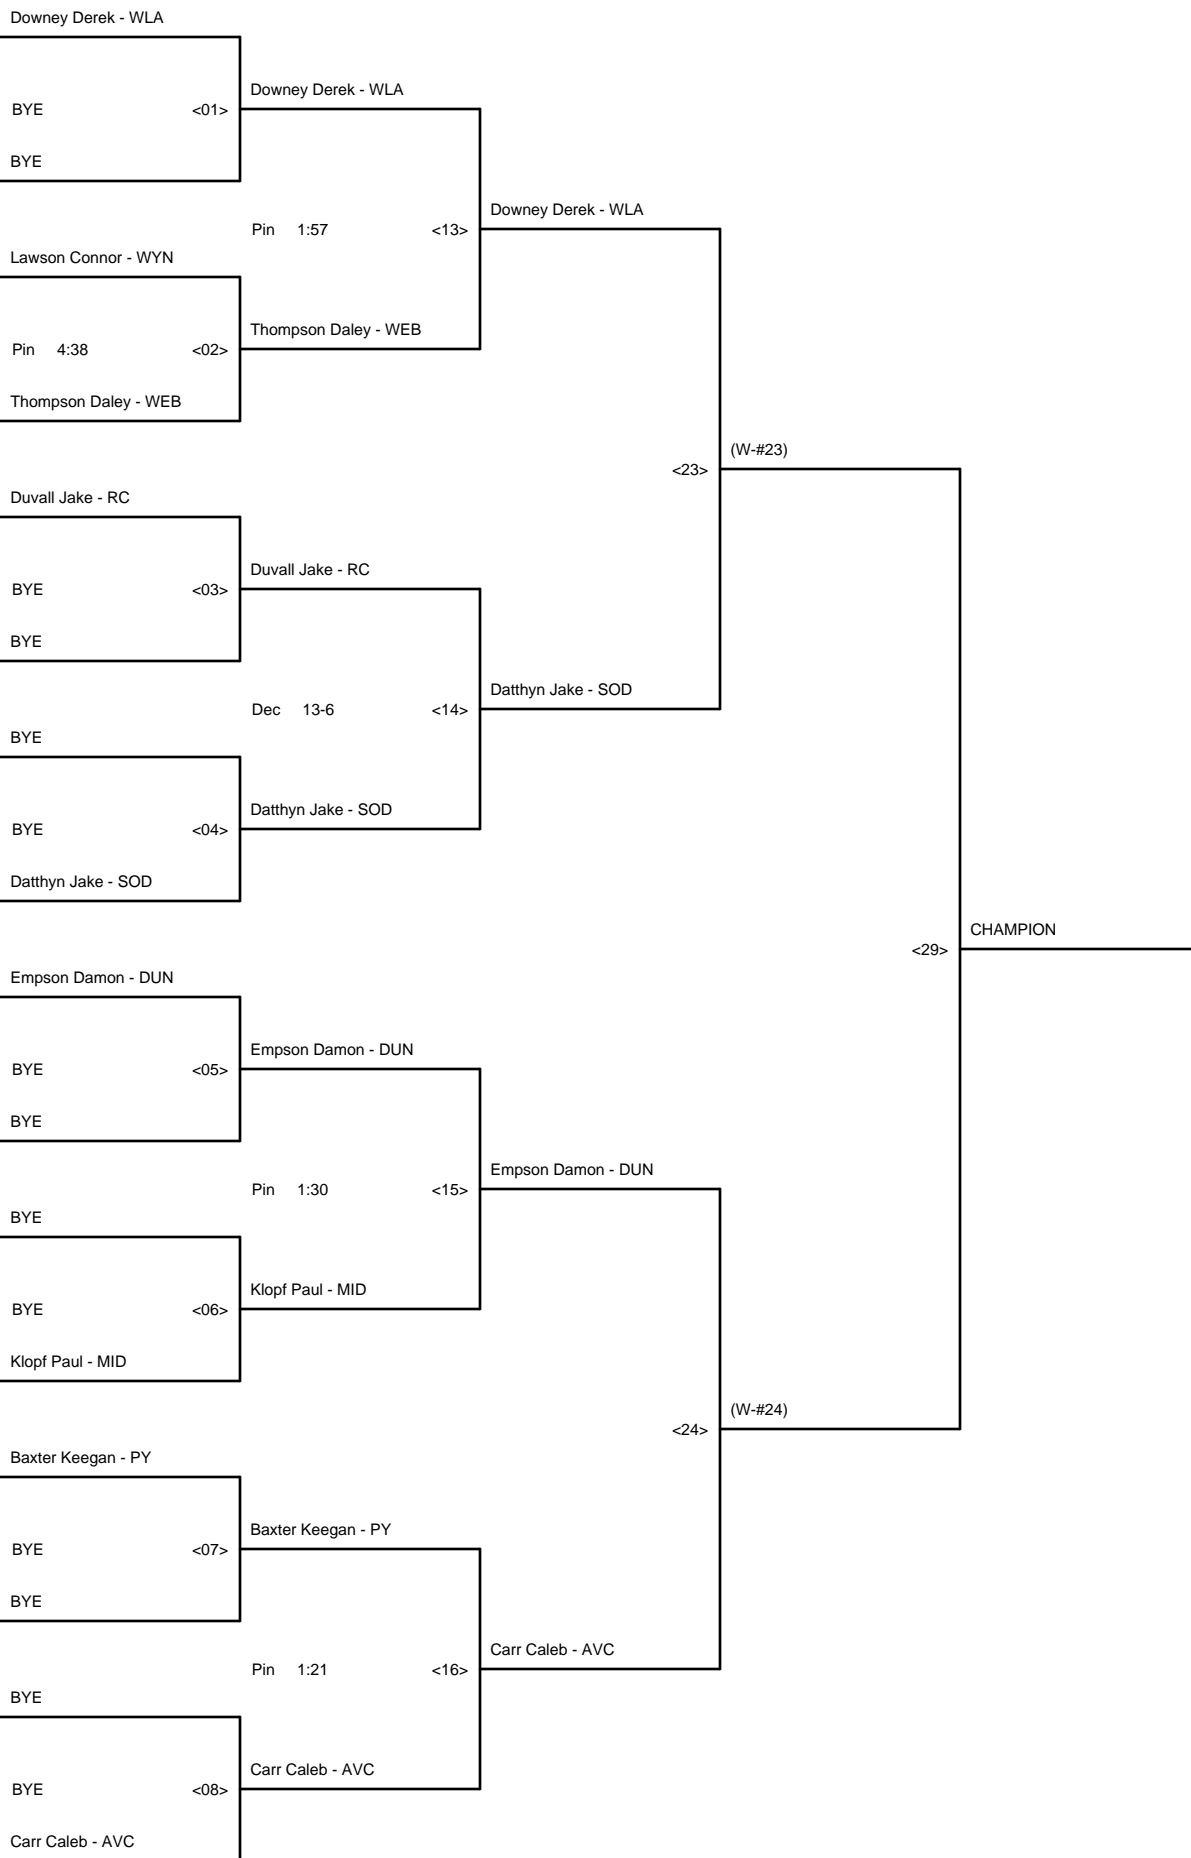 Downey Derek - WLA
Downey Derek - WLA
BYE <01>
BYE
Downey Derek - WLA
Pin 1:57 <13>
Lawson Connor - WYN
Thompson Daley - WEB
Pin 4:38 <02>
Thompson Daley - WEB
(W-#23)
<23>
Duvall Jake - RC
Duvall Jake - RC
BYE <03>
BYE
Datthyn Jake - SOD
Dec 13-6 <14>
BYE
Datthyn Jake - SOD
BYE <04>
Datthyn Jake - SOD
CHAMPION
<29>
Empson Damon - DUN
Empson Damon - DUN
BYE <05>
BYE
Empson Damon - DUN
Pin 1:30 <15>
BYE
Klopf Paul - MID
BYE <06>
Klopf Paul - MID
(W-#24)
<24>
Baxter Keegan - PY
Baxter Keegan - PY
BYE <07>
BYE
Carr Caleb - AVC
Pin 1:21 <16>
BYE
Carr Caleb - AVC
BYE <08>
Carr Caleb - AVC